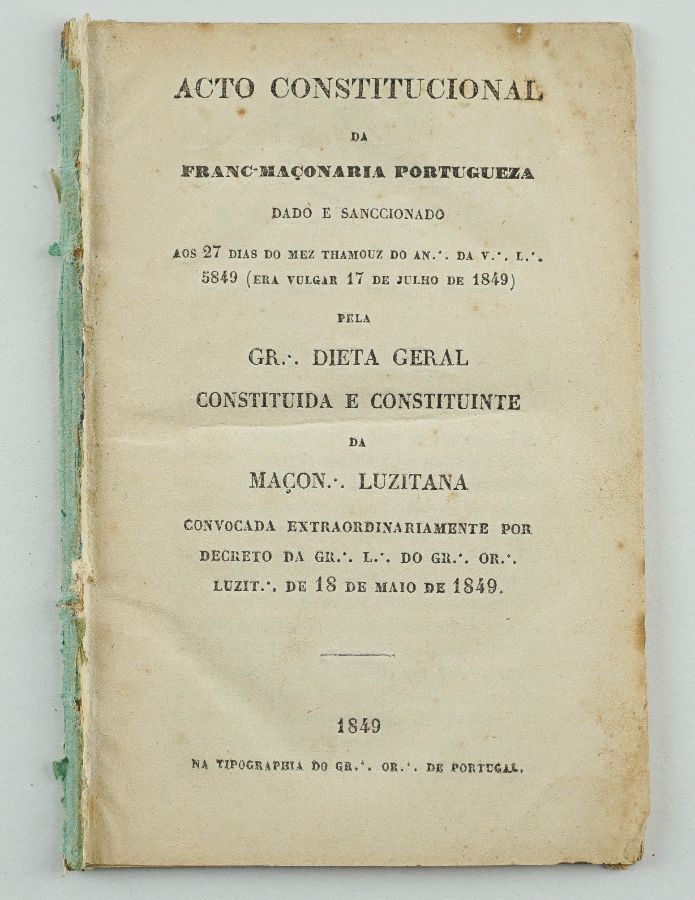 ACTO CONSTITUCIONAL
DA
FRANC-MAÇONARIA PORTUGUEZA
DADO E SANCCIONADO
AOS 27 DIAS DO MEZ THAMOUZ DO AN.·. DA V.·. L.·.
5849 (ERA VULGAR 17 DE JULHO DE 1849)
PELA
GR.·. DIETA GERAL
CONSTITUIDA E CONSTITUINTE
DA
MAÇON.·. LUZITANA
CONVOCADA EXTRAORDINARIAMENTE POR
DECRETO DA GR.·. L.·. DO GR.·. OR.·.
LUZIT.·. DE 18 DE MAIO DE 1849.
1849
NA TIPOGRAPHIA DO GR.·. OR.·. DE PORTUGAL.